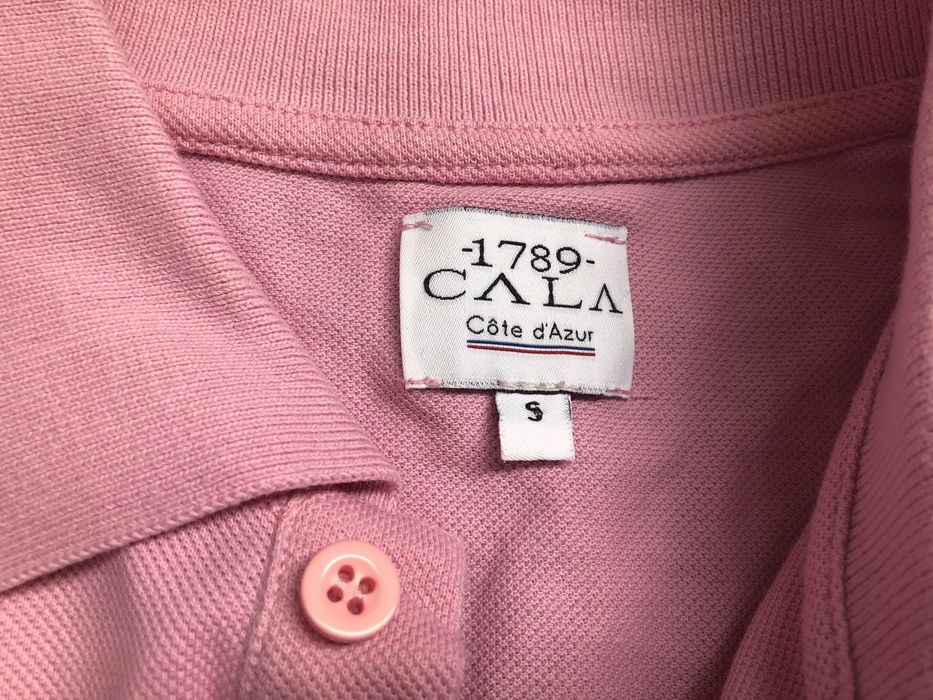 -1789-
CALA
Côte d'Azur
S